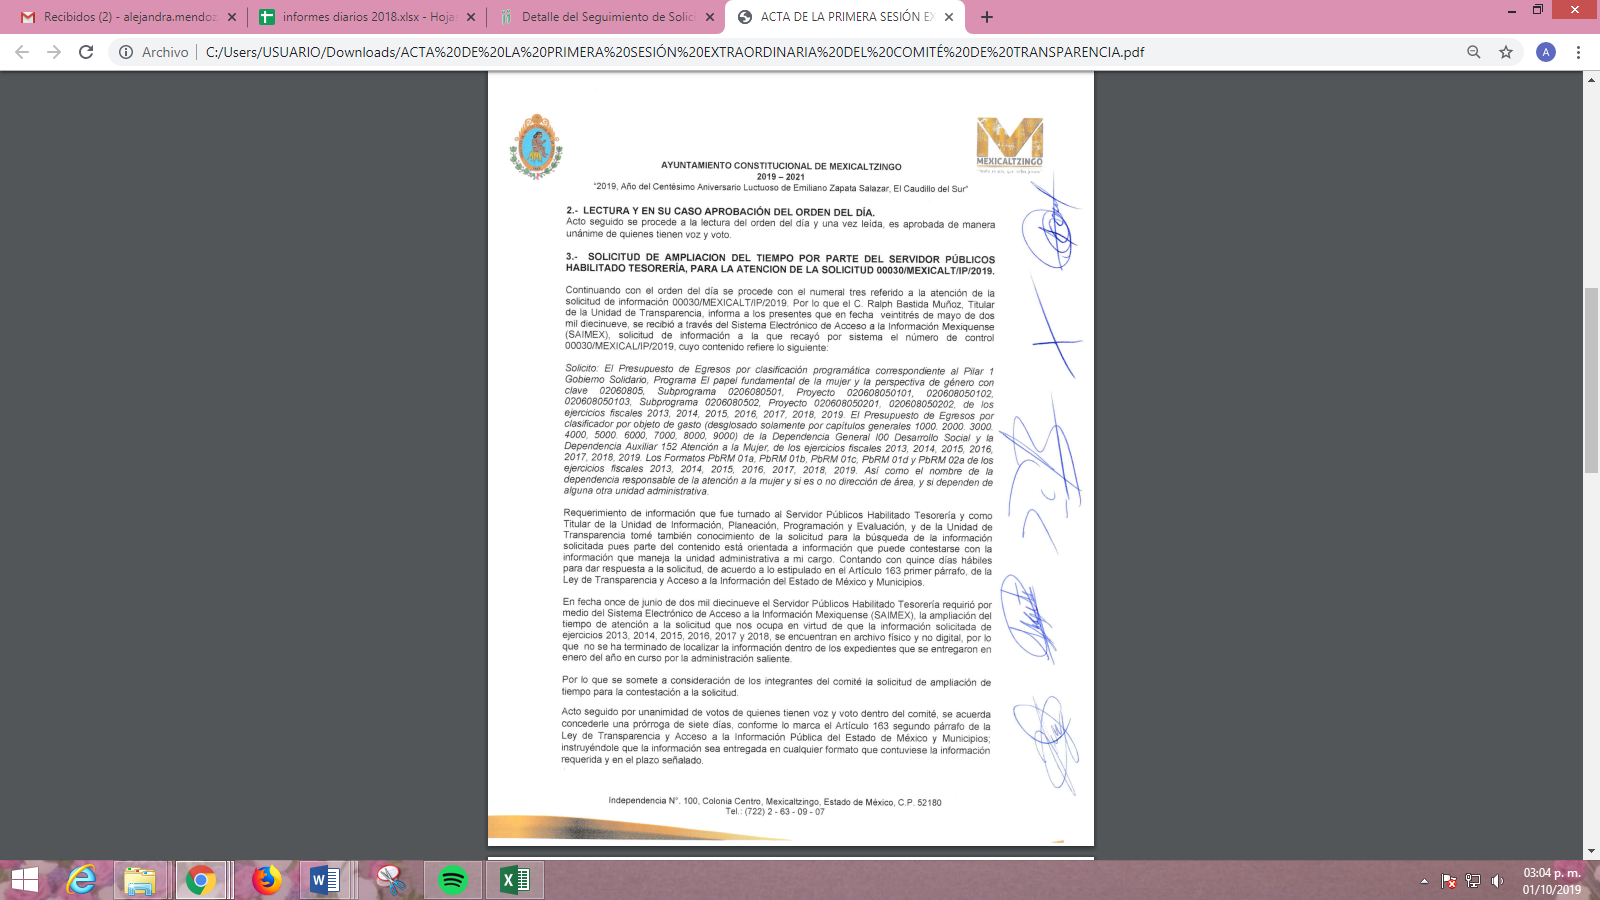 Recibidos (2) - alejandra.mendoz
informes diarios 2018.xlsx - Hoja
Detalle del Seguimiento de Solic
ACTA DE LA PRIMERA SESIÓN EX
Archivo
C:/Users/USUARIO/Downloads/ACTA%20DE%20LA%20PRIMERA%20SESIÓN%20EXTRAORDINARIA%20DEL%20COMITÉ%20DE%20TRANSPARENCIA.pdf
A
M
MEXICALTZINGO
AYUNTAMIENTO CONSTITUCIONAL DE MEXICALTZINGO
2019 – 2021
"2019, Año del Centésimo Aniversario Luctuoso de Emiliano Zapata Salazar, El Caudillo del Sur"
2.- LECTURA Y EN SU CASO APROBACIÓN DEL ORDEN DEL DÍA.
Acto seguido se procede a la lectura del orden del día y una vez leída, es aprobada de manera
unánime de quienes tienen voz y voto.
3.- SOLICITUD DE AMPLIACION DEL TIEMPO POR PARTE DEL SERVIDOR PÚBLICOS
HABILITADO TESORERÍA, PARA LA ATENCION DE LA SOLICITUD 00030/MEXICALT/IP/2019.
Continuando con el orden del día se procede con el numeral tres referido a la atención de la
solicitud de información 00030/MEXICALT/IP/2019. Por lo que el C. Ralph Bastida Muñoz, Titular
de la Unidad de Transparencia, informa a los presentes que en fecha veintitrés de mayo de dos
mil diecinueve, se recibió a través del Sistema Electrónico de Acceso a la Información Mexiquense
(SAIMEX), solicitud de información a la que recayó por sistema el número de control
00030/MEXICAL/IP/2019, cuyo contenido refiere lo siguiente:
Solicito: El Presupuesto de Egresos por clasificación programática correspondiente al Pilar 1
Gobierno Solidario, Programa El papel fundamental de la mujer y la perspectiva de género con
clave 02060805, Subprograma 0206080501, Proyecto 020608050101, 020608050102,
020608050103, Subprograma 0206080502, Proyecto 020608050201, 020608050202, de los
ejercicios fiscales 2013, 2014, 2015, 2016, 2017, 2018, 2019. El Presupuesto de Egresos por
clasificador por objeto de gasto (desglosado solamente por capítulos generales 1000. 2000. 3000.
4000, 5000. 6000, 7000, 8000, 9000) de la Dependencia General I00 Desarrollo Social y la
Dependencia Auxiliar 152 Atención a la Mujer, de los ejercicios fiscales 2013, 2014, 2015, 2016,
2017, 2018, 2019. Los Formatos PbRM 01a, PbRM 01b, PbRM 01c, PbRM 01d y PbRM 02a de los
ejercicios fiscales 2013, 2014, 2015, 2016, 2017, 2018, 2019. Así como el nombre de la
dependencia responsable de la atención a la mujer y si es o no dirección de área, y si dependen de
alguna otra unidad administrativa.
Requerimiento de información que fue turnado al Servidor Públicos Habilitado Tesorería y como
Titular de la Unidad de Información, Planeación, Programación y Evaluación, y de la Unidad de
Transparencia tomé también conocimiento de la solicitud para la búsqueda de la información
solicitada pues parte del contenido está orientada a información que puede contestarse con la
información que maneja la unidad administrativa a mi cargo. Contando con quince días hábiles
para dar respuesta a la solicitud, de acuerdo a lo estipulado en el Artículo 163 primer párrafo, de la
Ley de Transparencia y Acceso a la Información del Estado de México y Municipios.
En fecha once de junio de dos mil diecinueve el Servidor Públicos Habilitado Tesorería requirió por
medio del Sistema Electrónico de Acceso a la Información Mexiquense (SAIMEX), la ampliación del
tiempo de atención a la solicitud que nos ocupa en virtud de que la información solicitada de
ejercicios 2013, 2014, 2015, 2016, 2017 y 2018, se encuentran en archivo físico y no digital, por lo
que no se ha terminado de localizar la información dentro de los expedientes que se entregaron en
enero del año en curso por la administración saliente.
Por lo que se somete a consideración de los integrantes del comité la solicitud de ampliación de
tiempo para la contestación a la solicitud.
Acto seguido por unanimidad de votos de quienes tienen voz y voto dentro del comité, se acuerda
concederle una prórroga de siete días, conforme lo marca el Artículo 163 segundo párrafo de la
Ley de Transparencia y Acceso a la Información Pública del Estado de México y Municipios;
instruyéndole que la información sea entregada en cualquier formato que contuviese la información
requerida y en el plazo señalado.
Independencia N°. 100, Colonia Centro, Mexicaltzingo, Estado de México, C.P. 52180
Tel.: (722) 2 - 63 - 09 - 07
03:04 p. m.
01/10/2019